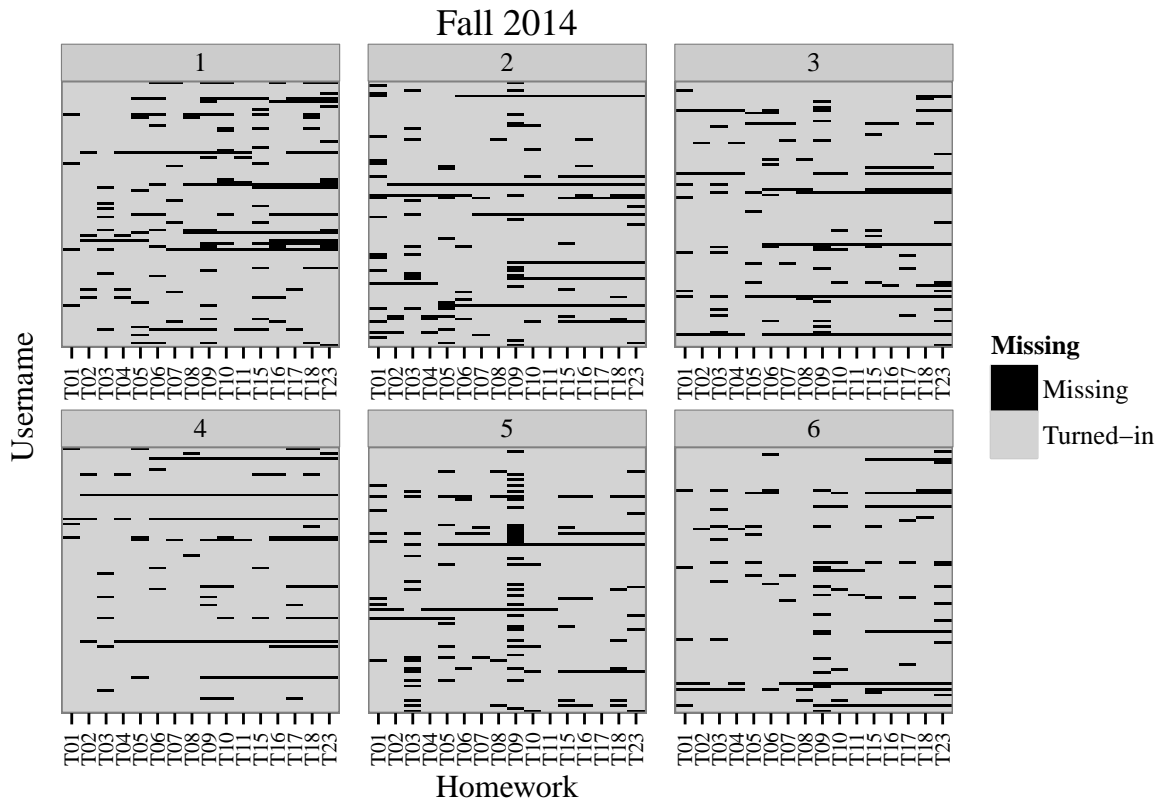 Fall 2014
1 2 3
T01 T02 T03 T04 T05 T06 T07 T08 T09 T10 T11 T15 T16 T17 T18 T23 T01 T02 T03 T04 T05 T06 T07 T08 T09 T10 T11 T15 T16 T17 T18 T23 T01 T02 T03 T04 T05 T06 T07 T08 T09 T10 T11 T15 T16 T17 T18 T23
4 5 6
T01 T02 T03 T04 T05 T06 T07 T08 T09 T10 T11 T15 T16 T17 T18 T23 T01 T02 T03 T04 T05 T06 T07 T08 T09 T10 T11 T15 T16 T17 T18 T23 T01 T02 T03 T04 T05 T06 T07 T08 T09 T10 T11 T15 T16 T17 T18 T23
Homework
Username
Missing
Missing
Turned−in